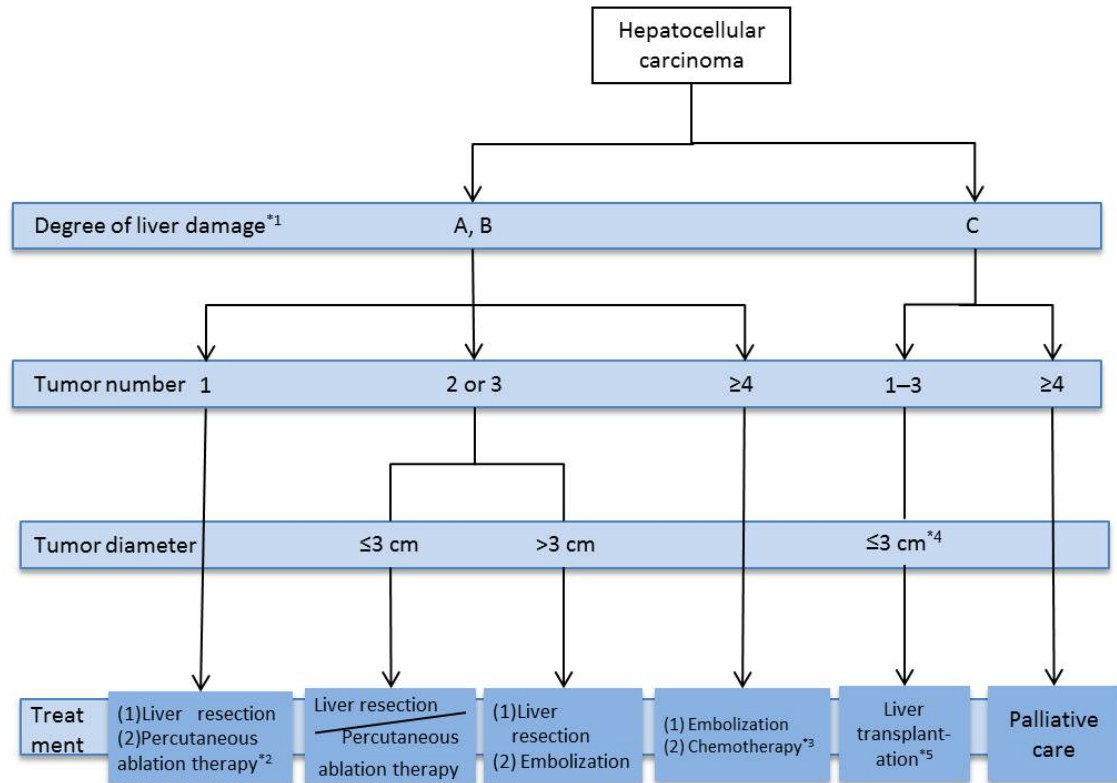 Hepatocellular
carcinoma
Degree of liver damage*1 A, B C
Tumor number 1 2 or 3 ≥4 1–3 ≥4
Tumor diameter ≤3 cm >3 cm ≤3 cm*4
Treat
ment
(1)Liver resection
(2)Percutaneous
ablation therapy*2
Liver resection
Percutaneous
ablation therapy
(1)Liver
resection
(2) Embolization
(1) Embolization
(2) Chemotherapy*3
Liver
transplant-
ation*5
Palliative
care